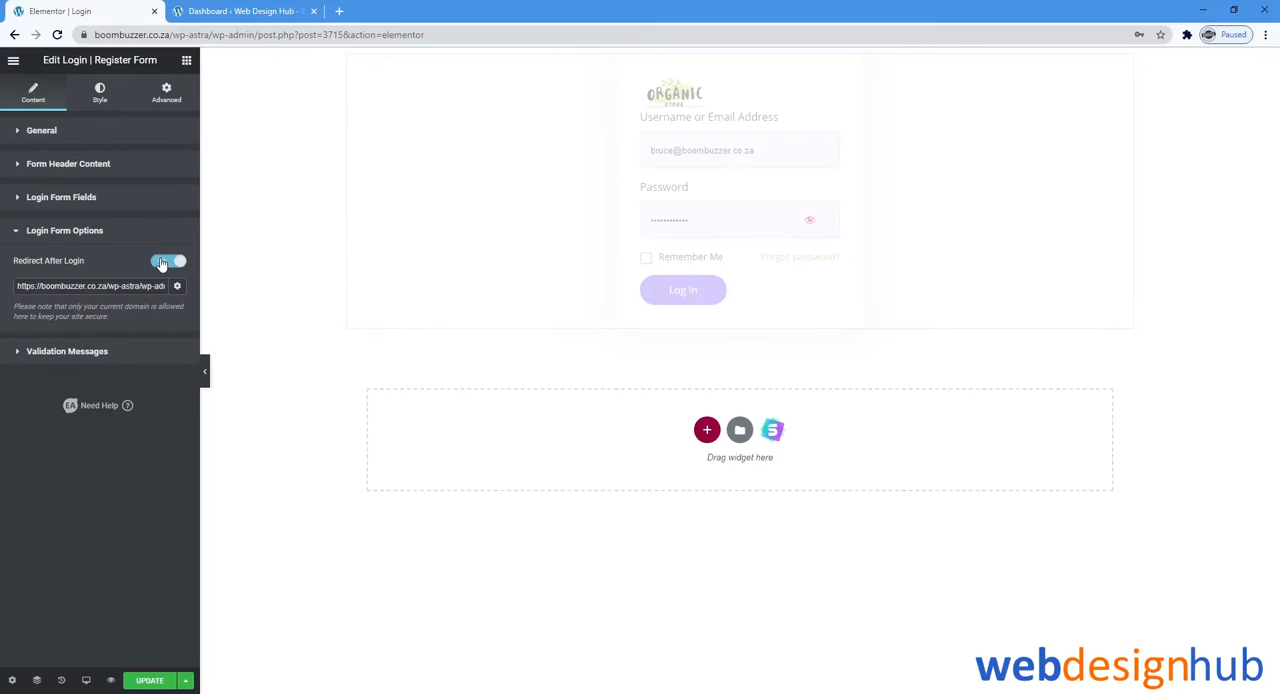 Elementor | Login
Dashboard ‹ Web Design Hub -
boombuzzer.co.za/wp-astra/wp-admin/post.php?post=3715&action=elementor
Paused
Edit Login | Register Form
Content
Style
Advanced
General
Form Header Content
Login Form Fields
Login Form Options
Redirect After Login
https://boombuzzer.co.za/wp-astra/wp-adı
Please note that only your current domain is allowed
here to keep your site secure.
Validation Messages
EA Need Help ?
UPDATE
ORGANIC
STORE
Username or Email Address
bruce@boombuzzer.co.za
Password
Remember Me
Forgot password?
Log In
Drag widget here
webdesignhub